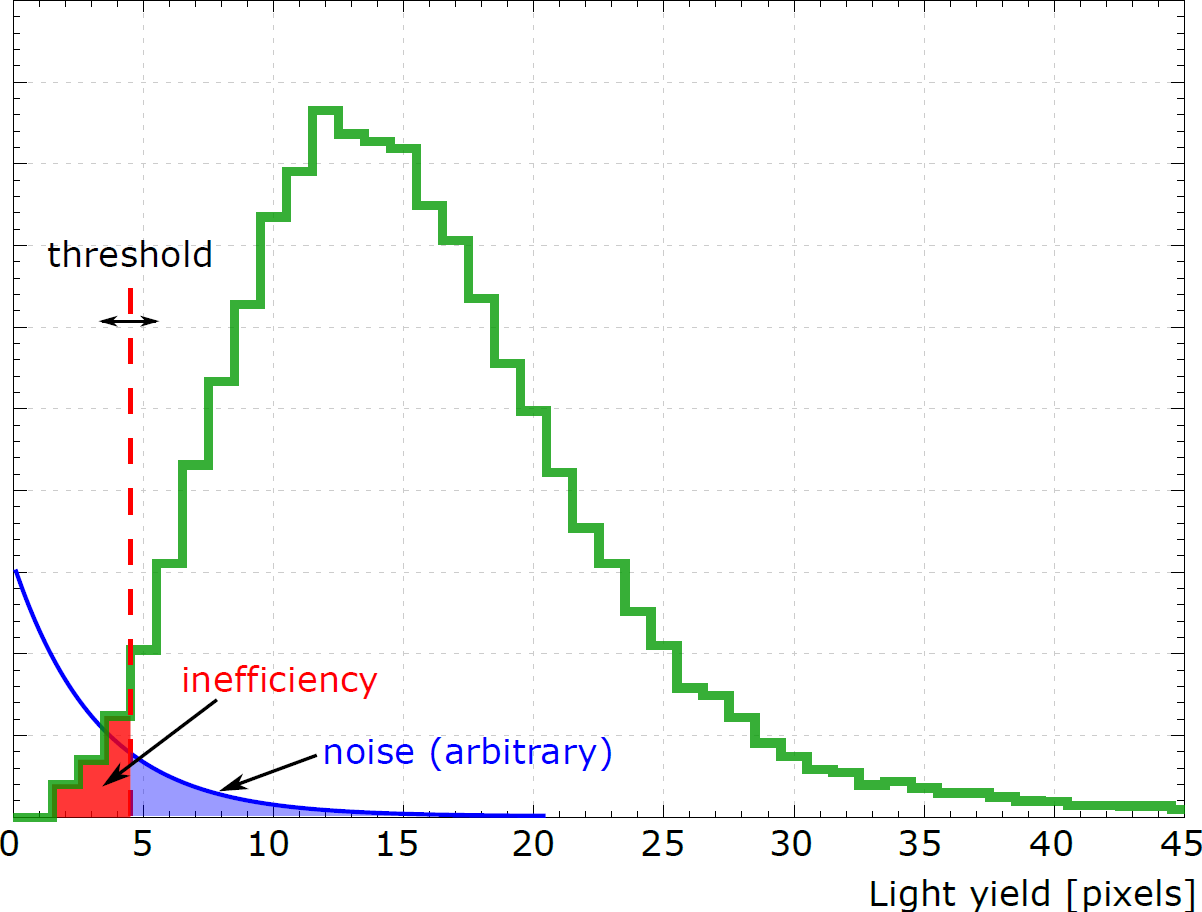 threshold
inefficiency
noise (arbitrary)
0 5 10 15 20 25 30 35 40 45
Light yield [pixels]